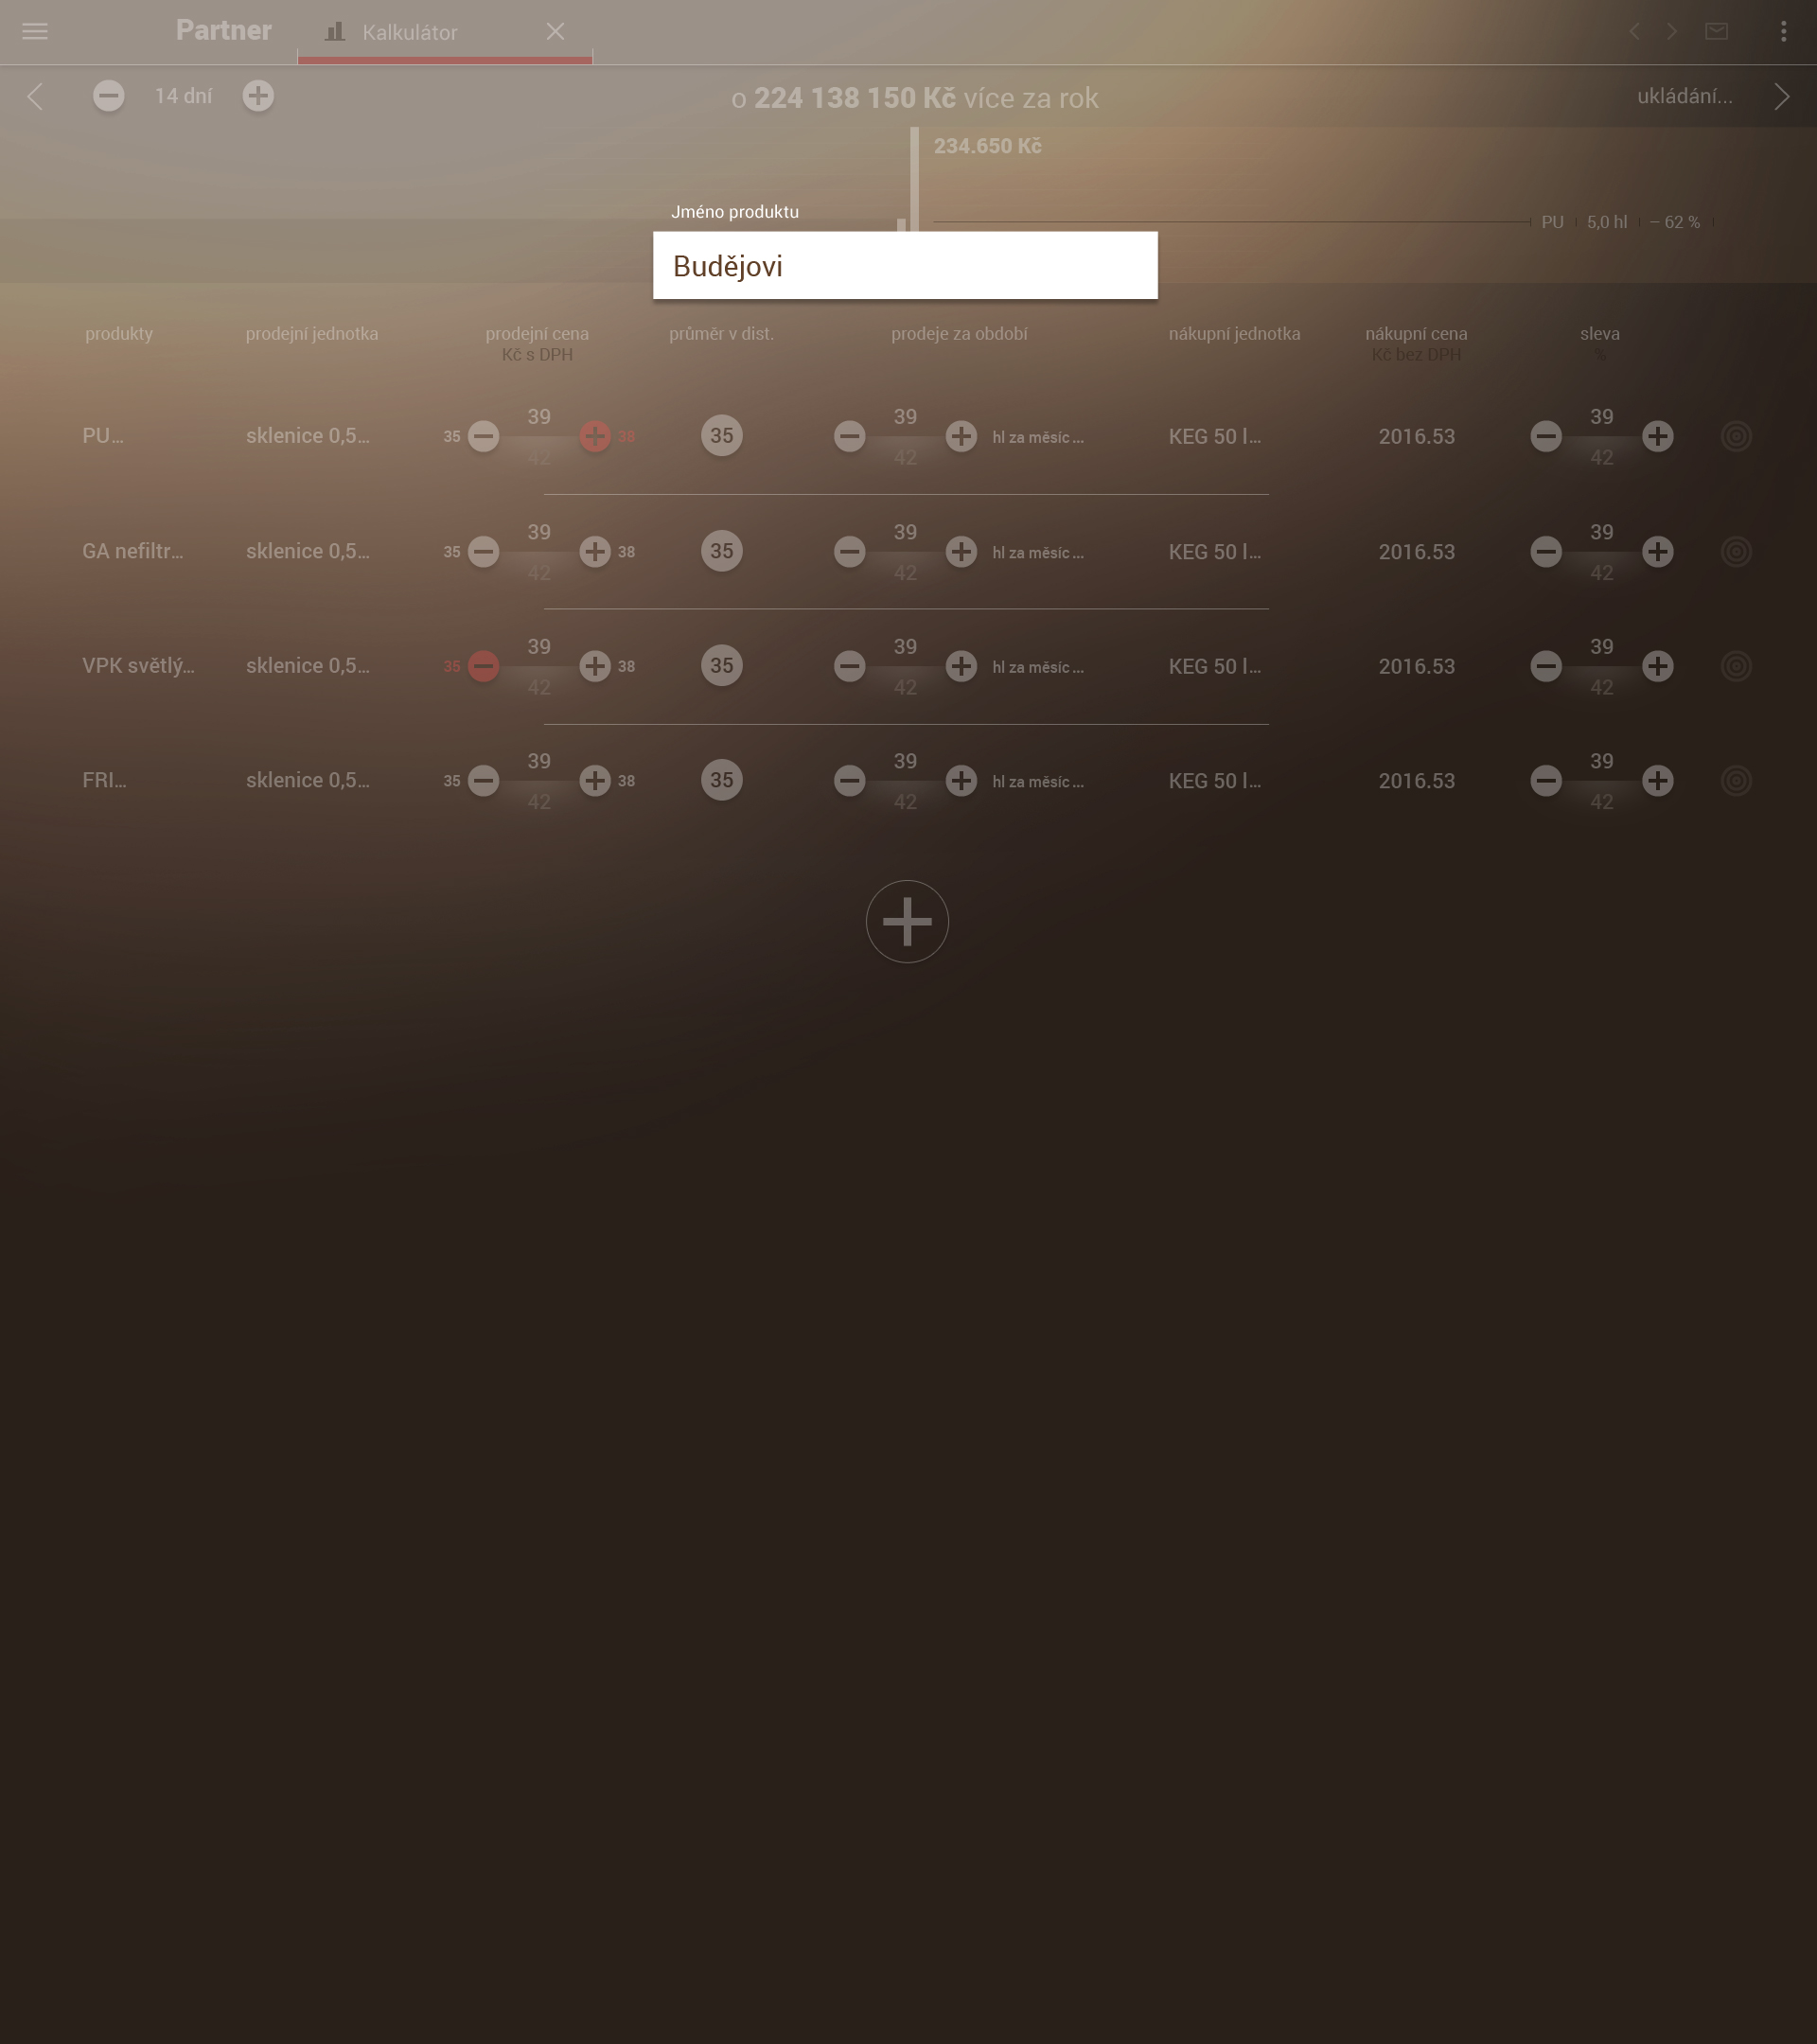 Partner Kalkulátor
14 dní o 224 138 150 Kč více za rok ukládání...
234.650 Kč
Jméno produktu
PU 5,0 hl – 62 %
Budějovi
produkty prodejní jednotka prodejní cena průměr v dist. prodeje za období nákupní jednotka nákupní cena sleva
Kč s DPH Kč bez DPH %
39 39 39
PU... sklenice 0,5... 35 38 35 hl za měsíc ... KEG 50 l... 2016.53
42 42 42
39 39 39
GA nefiltr... sklenice 0,5... 35 38 35 hl za měsíc ... KEG 50 l... 2016.53
42 42 42
39 39 39
VPK světlý... sklenice 0,5... 35 38 35 hl za měsíc ... KEG 50 l... 2016.53
42 42 42
39 39 39
FRI... sklenice 0,5... 35 38 35 hl za měsíc ... KEG 50 l... 2016.53
42 42 42